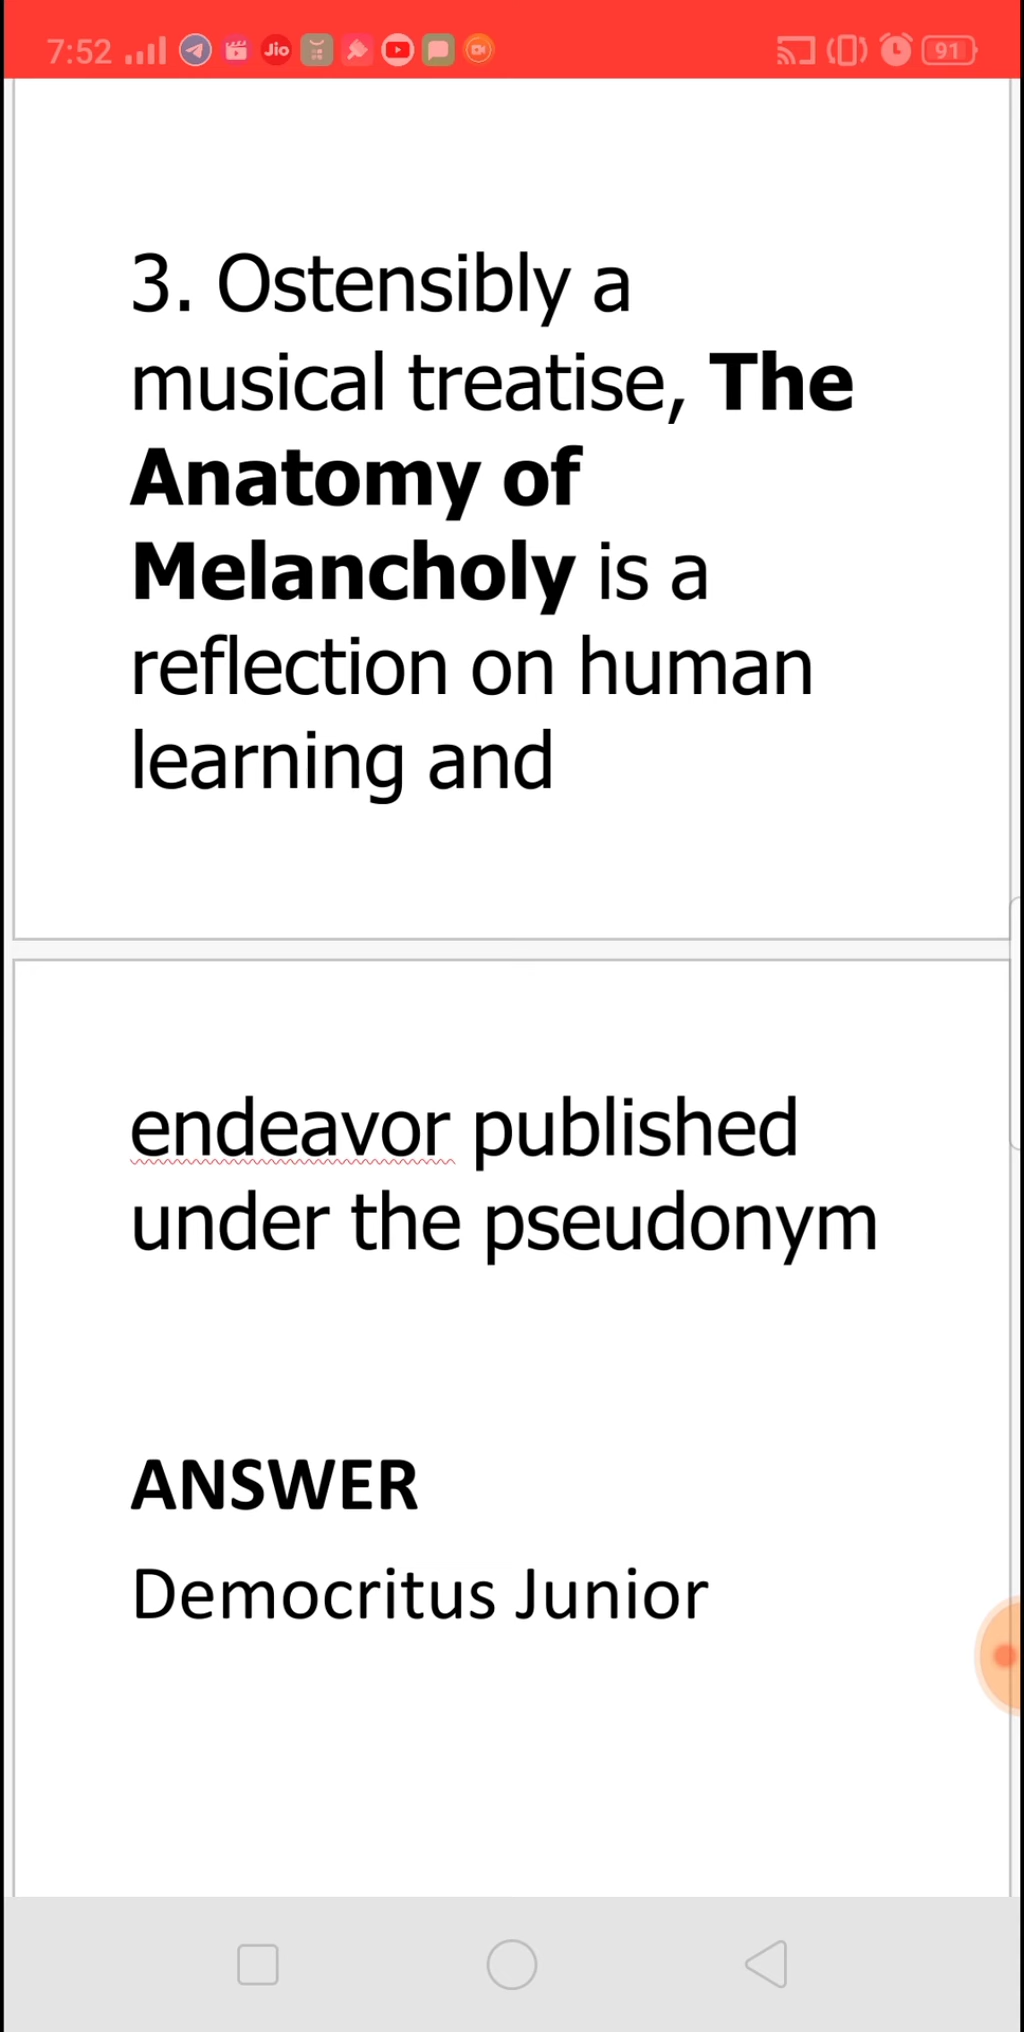 7:52
Jio
91
3. Ostensibly a
musical treatise, The
Anatomy of
Melancholy is a
reflection on human
learning and
endeavor published
under the pseudonym
ANSWER
Democritus Junior